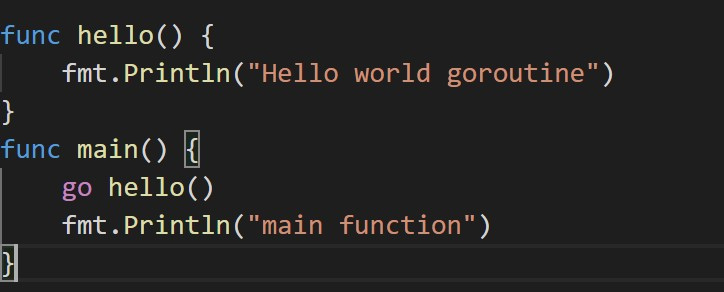 func hello() {
    fmt.Println("Hello world goroutine")
}
func main() {
    go hello()
    fmt.Println("main function")
}